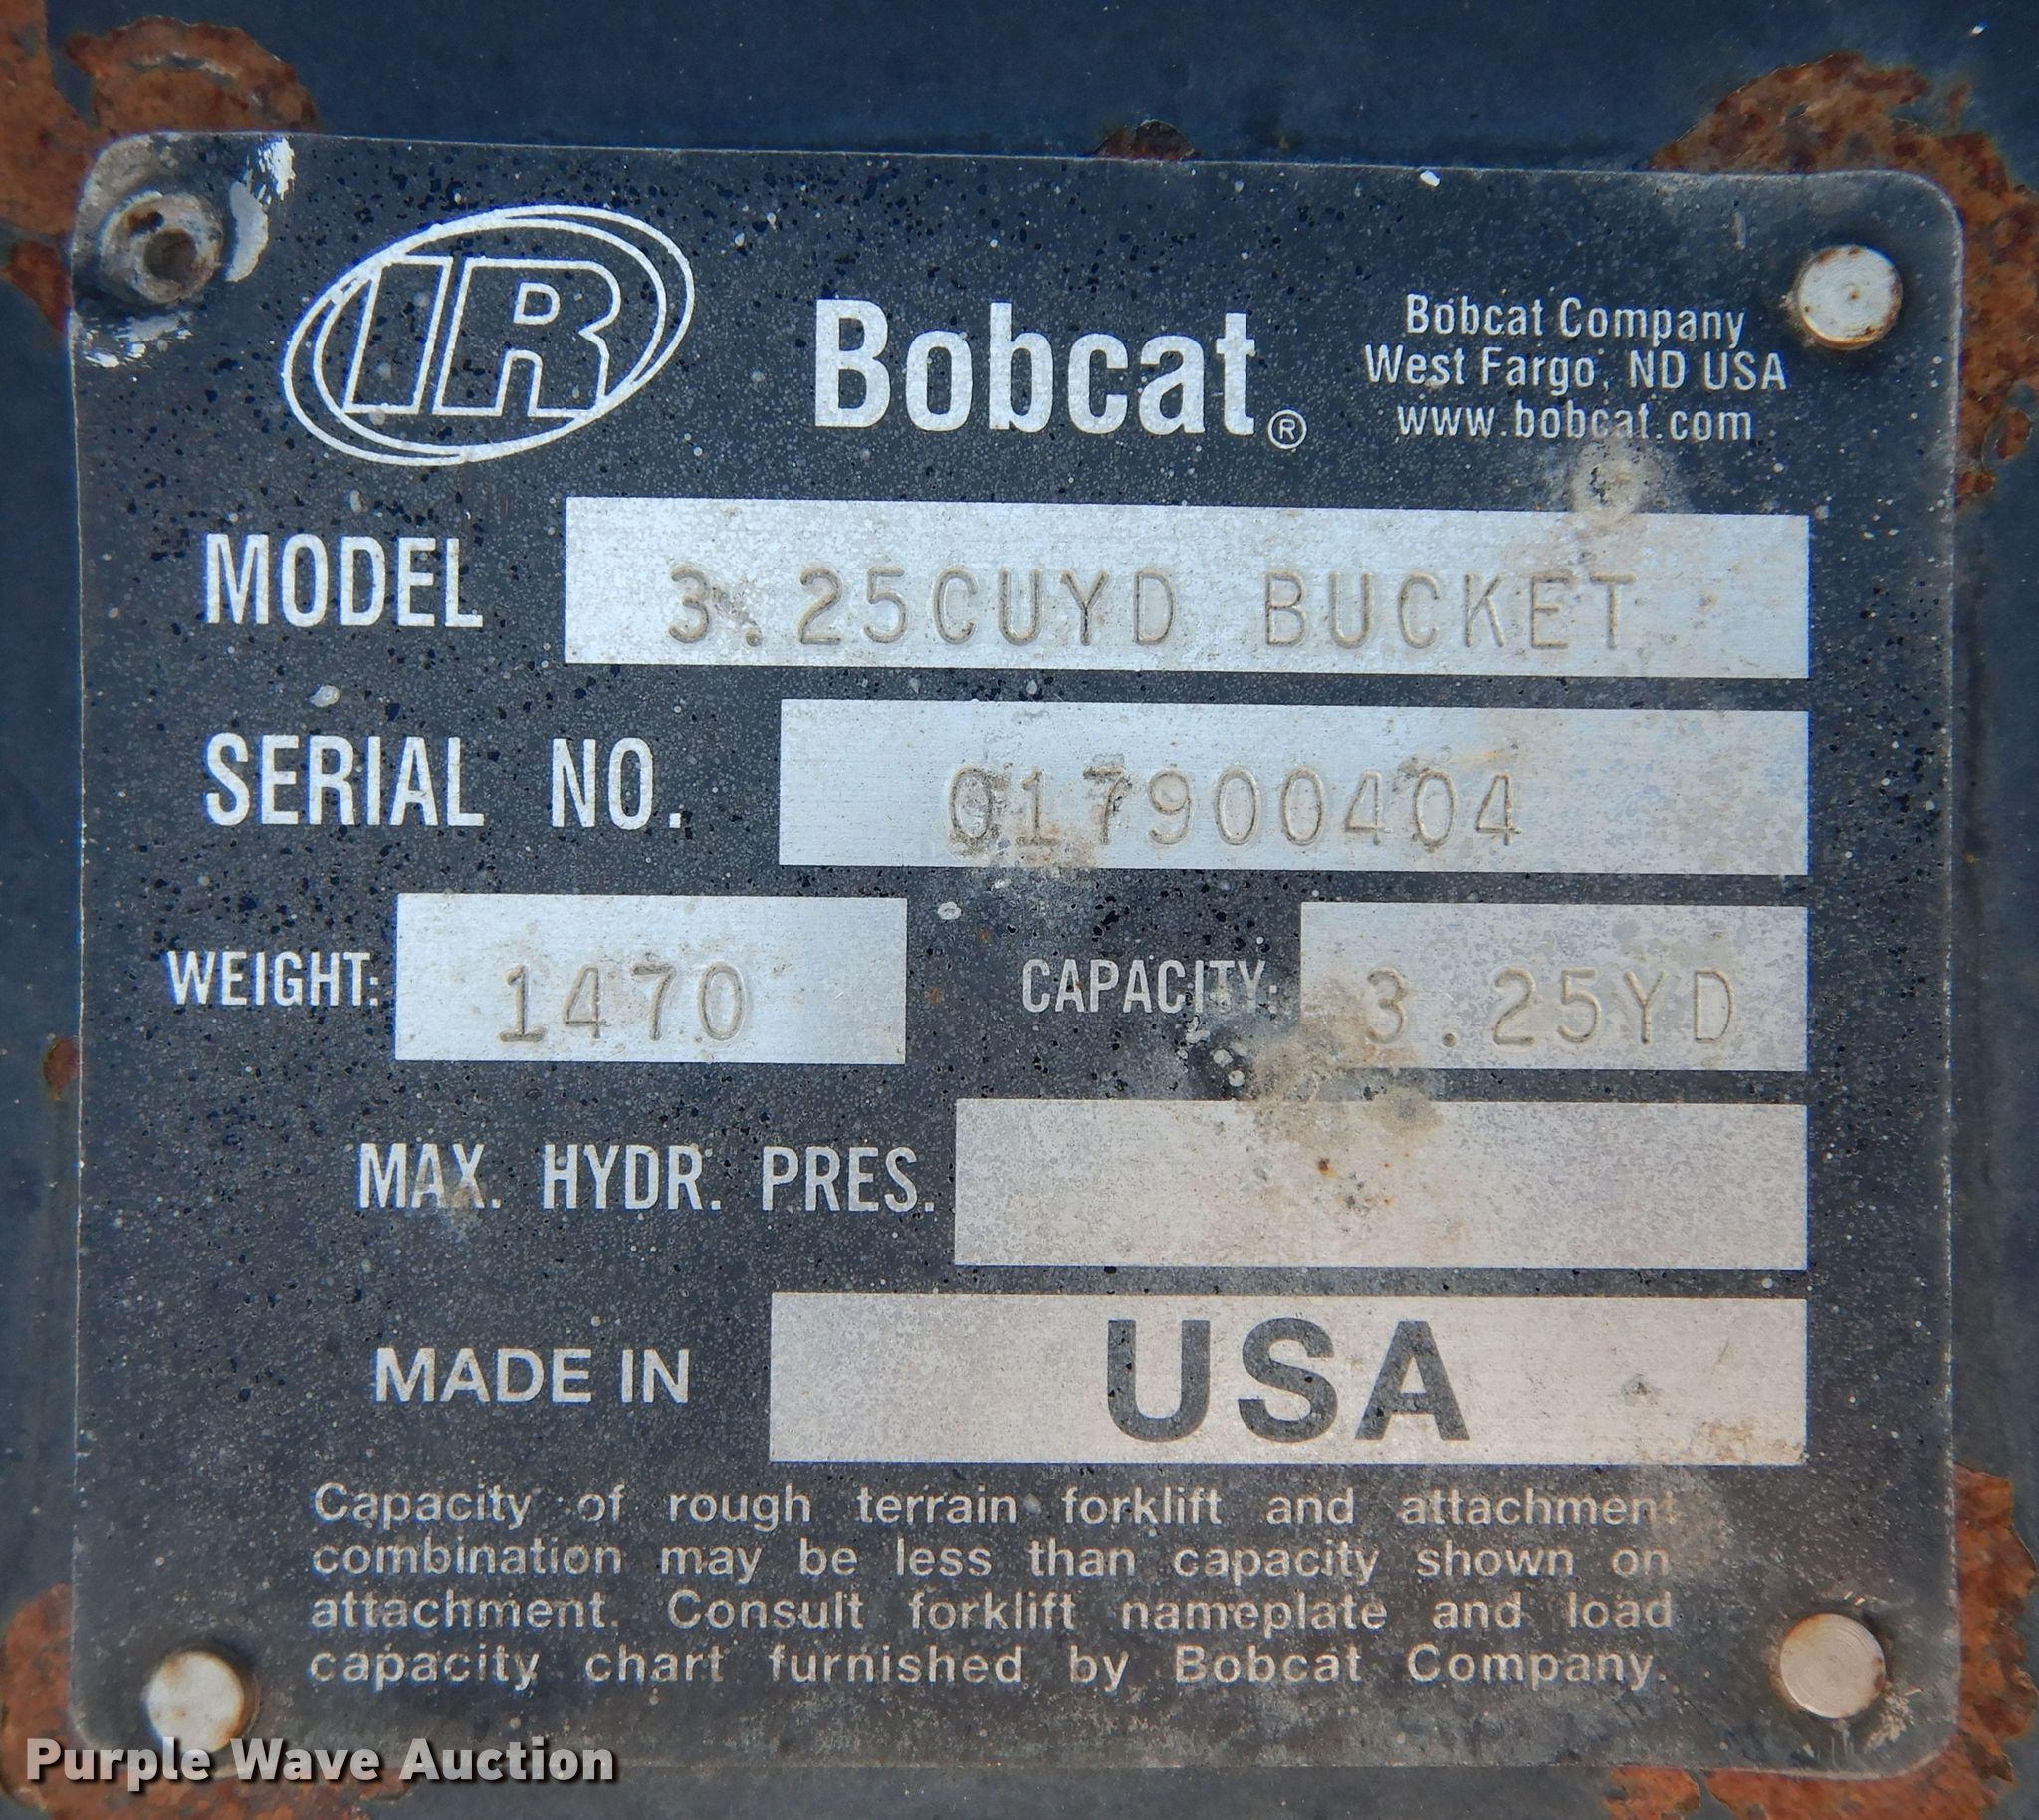 IR
Bobcat®
Bobcat Company
West Fargo, ND USA
www.bobcat.com
MODEL 3.25CUYD BUCKET
SERIAL NO. 017900404
WEIGHT: 1470 CAPACITY: 3.25YD
MAX. HYDR. PRES.
MADE IN USA
Capacity of rough terrain forklift and attachment
combination may be less than capacity shown on
attachment. Consult forklift nameplate and load
capacity chart furnished by Bobcat Company.
Purple Wave Auction